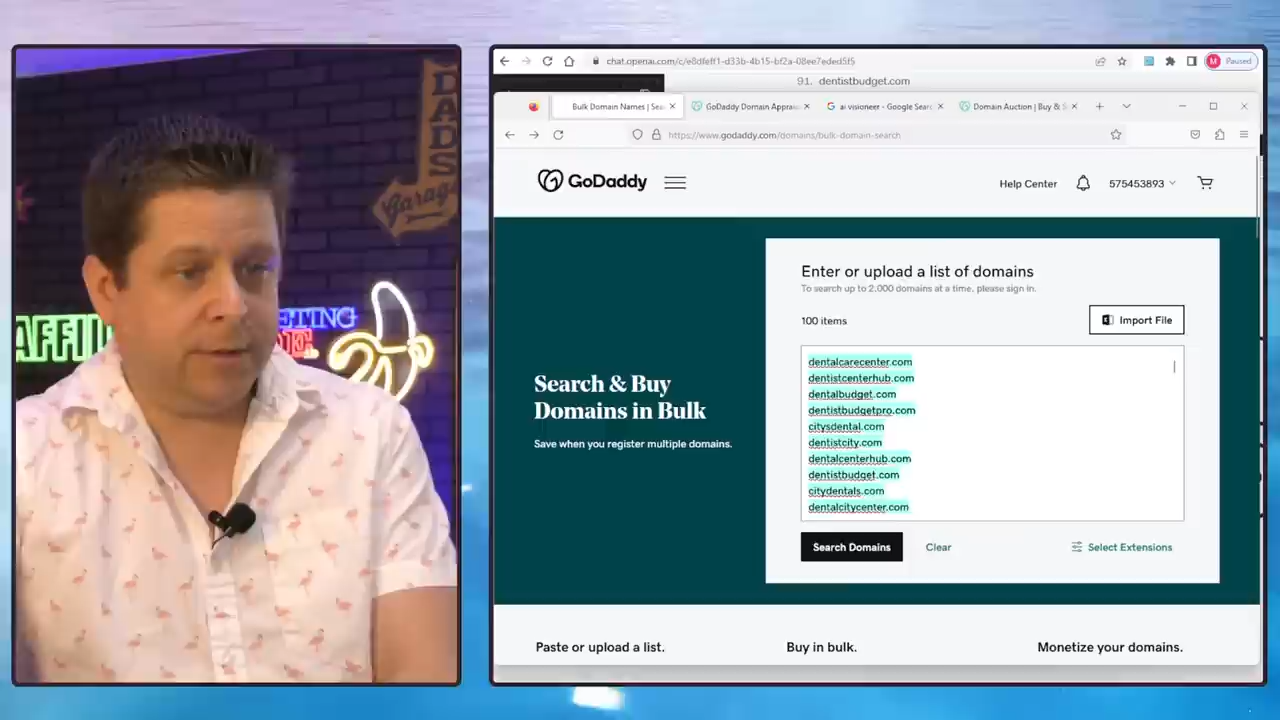 DADS
Garage
AFFILI
ETING
chat.openai.com/c/e8dfeff1-d33b-4b15-bf2a-08ee7eded5f5
M
Paused
91. dentistbudget.com
Bulk Domain Names | Sea
GoDaddy Domain Apprais
ai visioneer - Google Sear
Domain Auction | Buy & S
https://www.godaddy.com/domains/bulk-domain-search
GoDaddy
Help Center
575453893
Enter or upload a list of domains
To search up to 2,000 domains at a time, please sign in.
100 items
Import File
dentalcarecenter.com
dentistcenterhub.com
dentalbudget.com
dentistbudgetpro.com
citysdental.com
dentistcity.com
dentalcenterhub.com
dentistbudget.com
citydentals.com
dentalcitycenter.com
Search & Buy
Domains in Bulk
Save when you register multiple domains.
Search Domains
Clear
Select Extensions
Paste or upload a list.
Buy in bulk.
Monetize your domains.